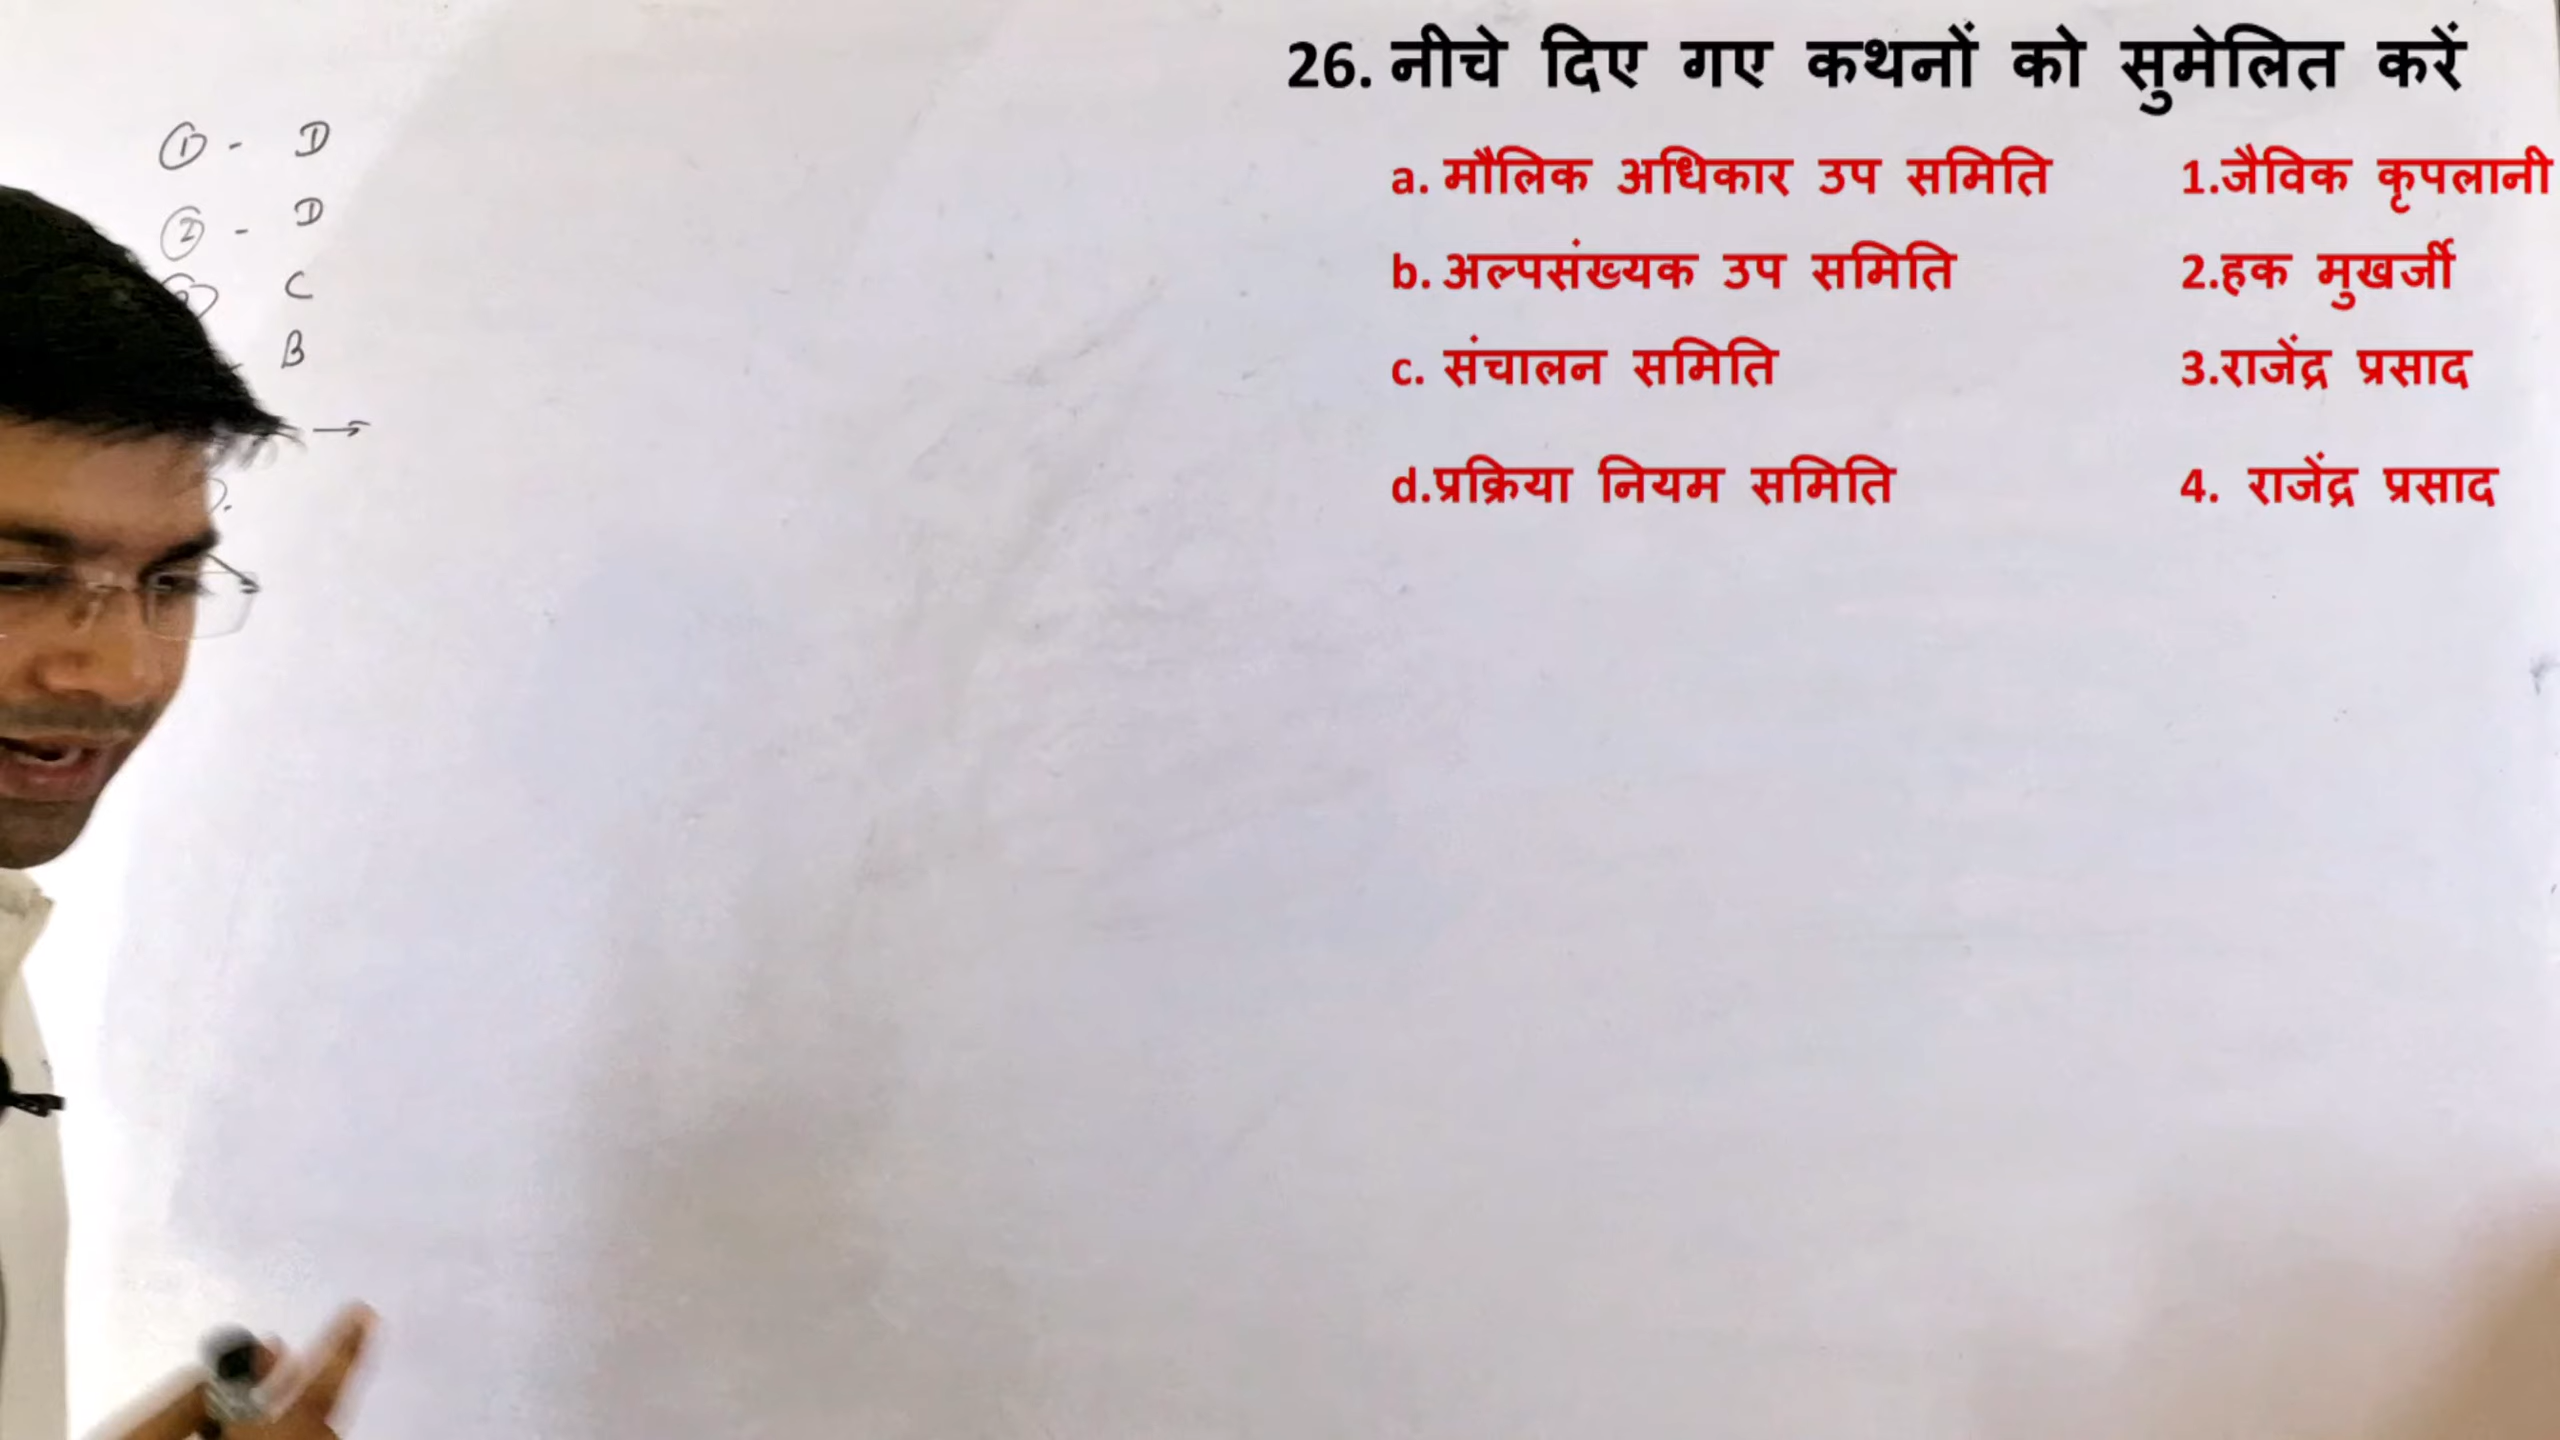 26. नीचे दिए गए कथनों को सुमेलित करें
a. मौलिक अधिकार उप समिति 1.जैविक कृपलानी
b. अल्पसंख्यक उप समिति 2.हक मुखर्जी
c. संचालन समिति 3.राजेंद्र प्रसाद
d.प्रक्रिया नियम समिति 4. राजेंद्र प्रसाद
① - D
② - D
C
B
→